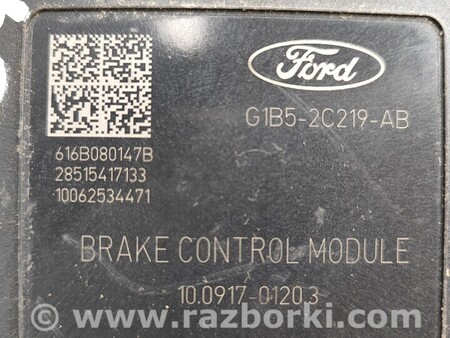 Ford
G1B5-2C219-AB
616B080147B
28515417133
10062534471
BRAKE CONTROL MODULE
10.0917-0120.3
www.razborki.com